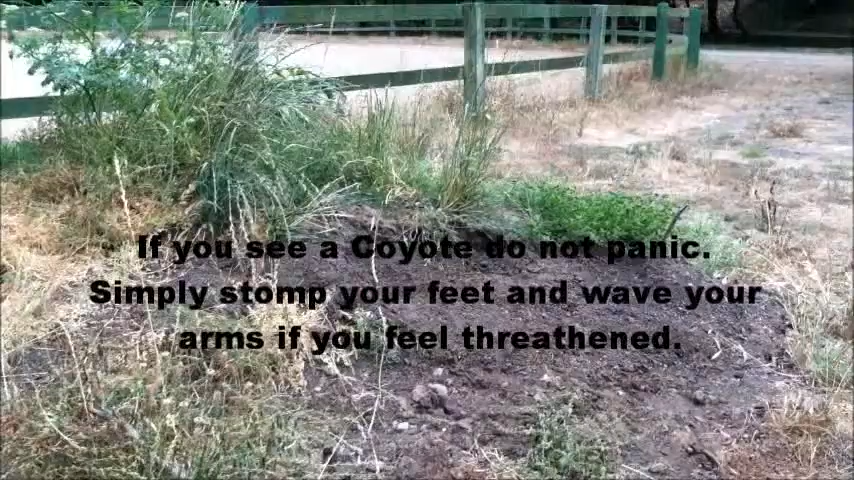 If you see a Coyote do not panic.
Simply stomp your feet and wave your
arms if you feel threathened.